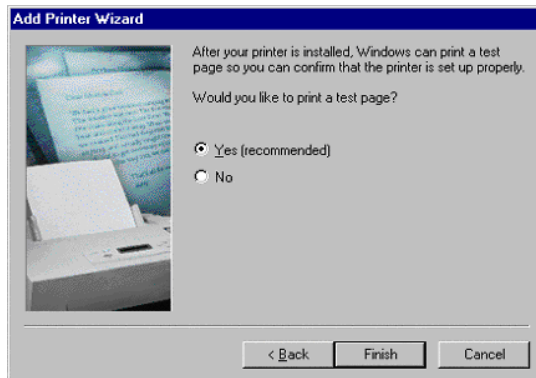 Add Printer Wizard
After your printer is installed, Windows can print a test
page so you can confirm that the printer is set up properly.
Would you like to print a test page?
Yes (recommended)
No
< Back
Finish
Cancel